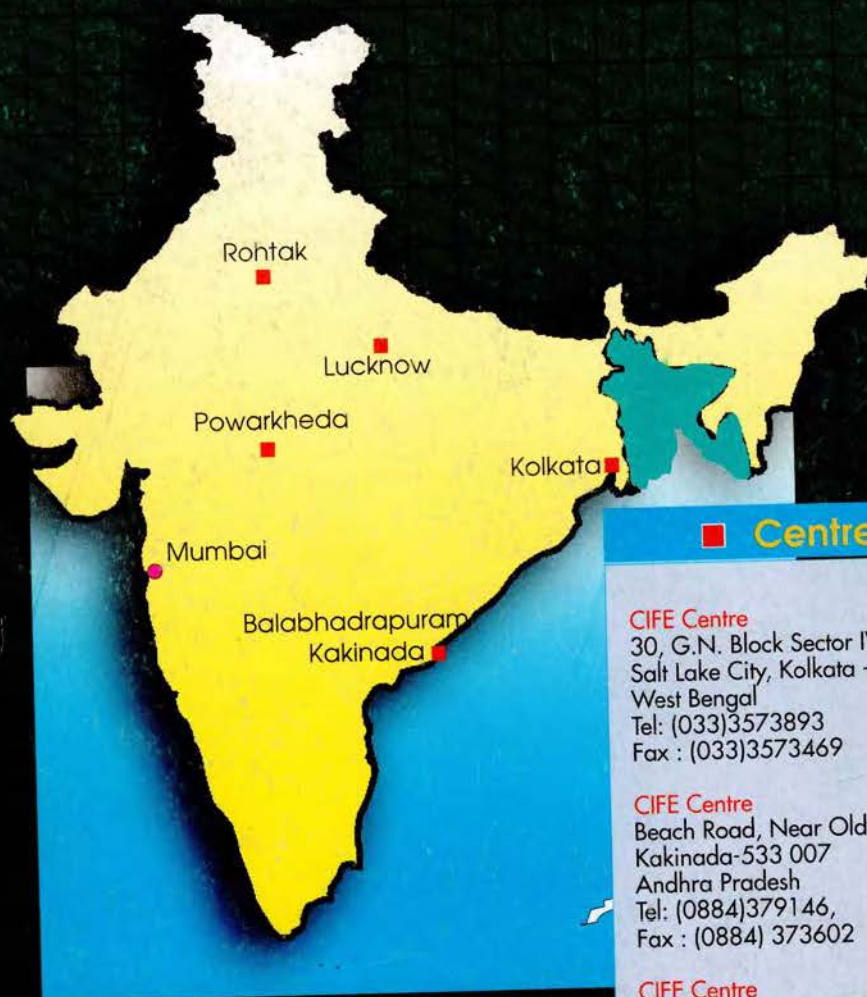 Rohtak
Lucknow
Powarkheda
Kolkata
Mumbai
Balabhadrapuram
Kakinada
Centre
CIFE Centre
30, G.N. Block Sector
Salt Lake City, Kolkata -
West Bengal
Tel: (033)3573893
Fax : (033)3573469
CIFE Centre
Beach Road, Near Old
Kakinada-533 007
Andhra Pradesh
Tel: (0884)379146,
Fax : (0884) 373602
CIFE Centre